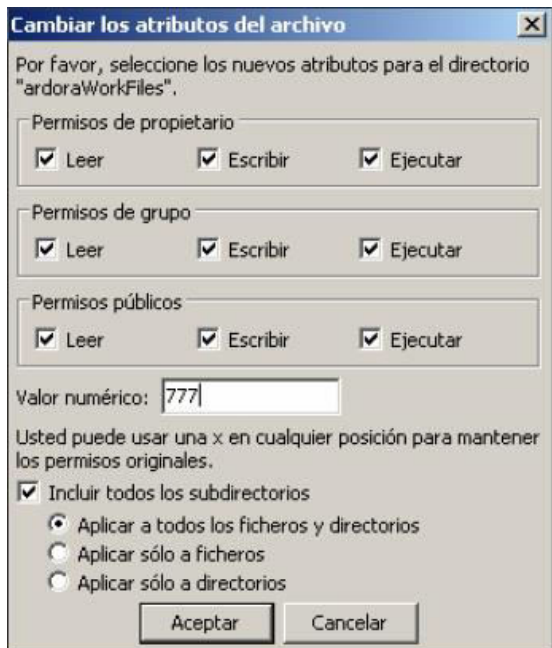 Cambiar los atributos del archivo
Por favor, seleccione los nuevos atributos para el directorio
"ardoraWorkFiles".
Permisos de propietario
Leer Escribir Ejecutar
Permisos de grupo
Leer Escribir Ejecutar
Permisos públicos
Leer Escribir Ejecutar
Valor numérico: 777
Usted puede usar una x en cualquier posición para mantener
los permisos originales.
Incluir todos los subdirectorios
Aplicar a todos los ficheros y directorios
Aplicar sólo a ficheros
Aplicar sólo a directorios
Aceptar Cancelar